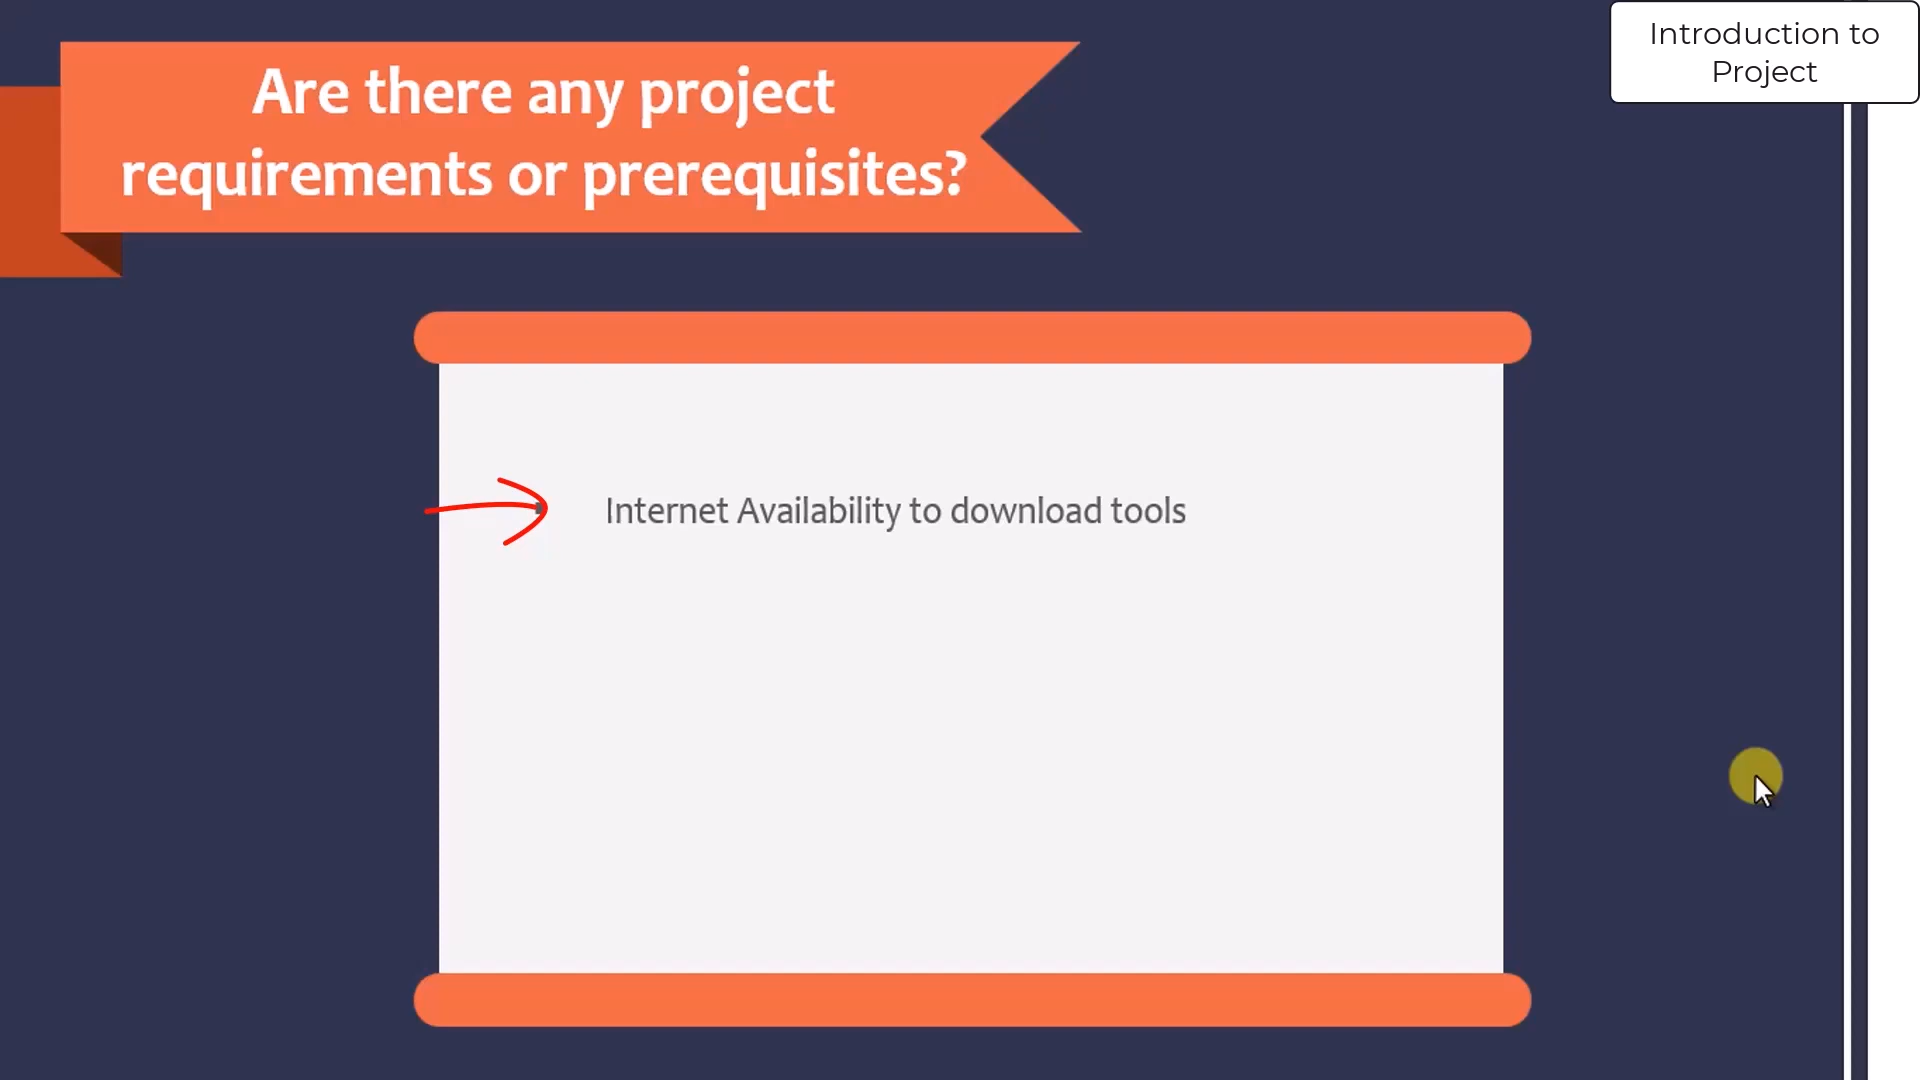 Introduction to
Project
Are there any project
requirements or prerequisites?
Internet Availability to download tools